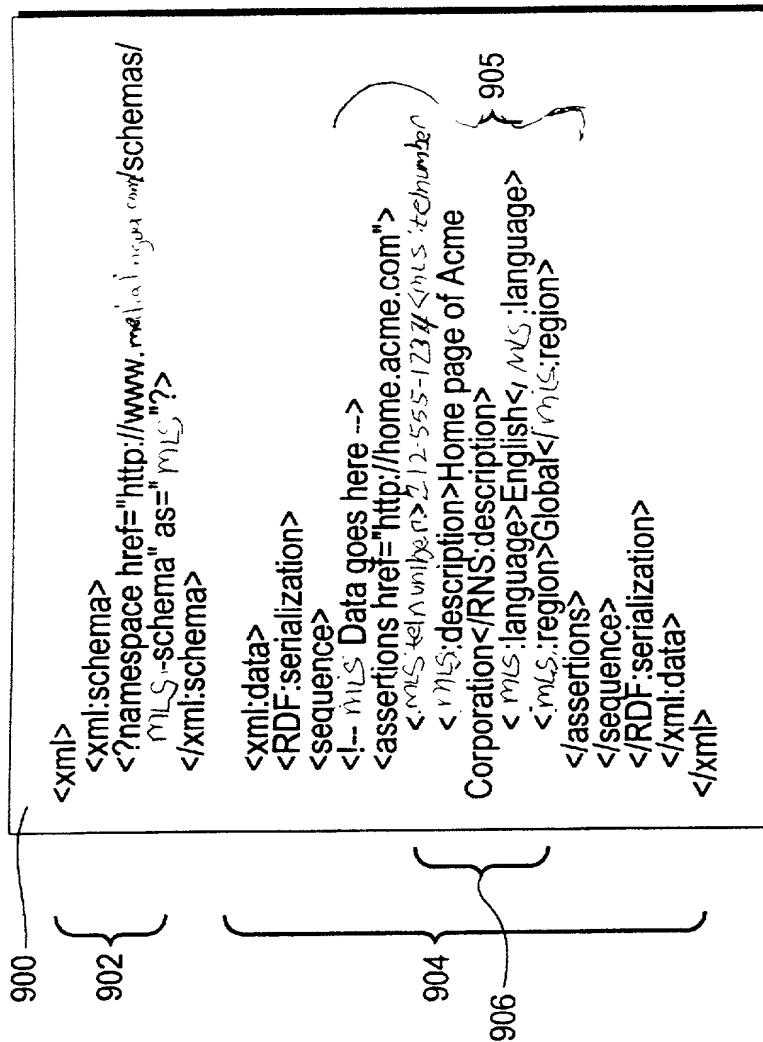 900
902
904
906
905
<xml>
<xml:schema>
<?namespace href="http://www. /schemas/
MLS-schema" as="MLS"?>
</xml:schema>
<xml:data>
<RDF:serialization>
<sequence>
<!-- MLS Data goes here -->
<assertions href="http://home.acme.com">
<MLS:telnumber>212-555-1234<MLS:telnumber
<MLS:description>Home page of Acme
Corporation</RNS:description>
<MLS:language>English</MLS:language>
<MLS:region>Global</MLS:region>
</assertions>
</sequence>
</RDF:serialization>
</xml:data>
</xml>